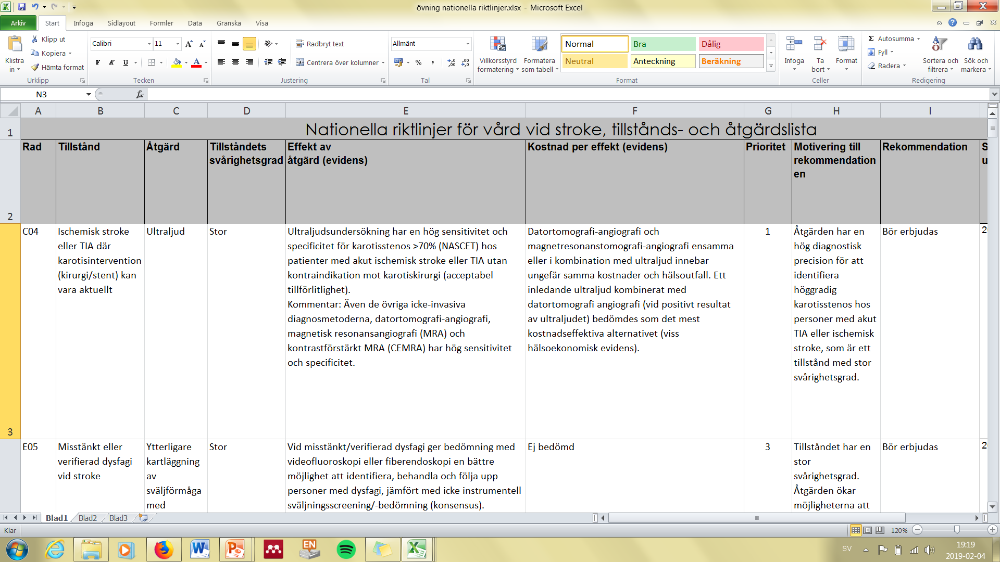 övning nationella riktlinjer.xlsx - Microsoft Excel
Arkiv Start Infoga Sidlayout Formler Data Granska Visa
Klistra in
Klipp ut
Kopiera
Hämta format
Urklipp
Calibri 11
F K U
Tecken
Radbryt text
Centrera över kolumner
Justering
Allmänt
Tal
Villkorsstyrd formatering
Formatera som tabell
Normal Bra Dålig
Neutral Anteckning Beräkning
Format
Infoga
Ta bort
Format
Celler
Autosumma
Fyll
Radera
Sortera och filtrera
Sök och markera
Redigering
N3 fx
A B C D E F G H I
1 Nationella riktlinjer för vård vid stroke, tillstånds- och åtgärdslista
2
Rad
Tillstånd
Åtgärd
Tillståndets
svårighetsgrad
Effekt av
åtgärd (evidens)
Kostnad per effekt (evidens)
Prioritet
Motivering till
rekommendation
en
Rekommendation
S
u
3
C04
Ischemisk stroke
eller TIA där
karotisintervention
(kirurgi/stent) kan
vara aktuellt
Ultraljud
Stor
Ultraljudsundersökning har en hög sensitivitet och
specificitet för karotisstenos >70% (NASCET) hos
patienter med akut ischemisk stroke eller TIA utan
kontraindikation mot karotiskirurgi (acceptabel
tillförlitlighet).
Kommentar: Även de övriga icke-invasiva
diagnosmetoderna, datortomografi-angiografi,
magnetisk resonansangiografi (MRA) och
kontrastförstärkt MRA (CEMRA) har hög sensitivitet
och specificitet.
Datortomografi-angiografi och
magnetresonanstomografi-angiografi ensamma
eller i kombination med ultraljud innebar
ungefär samma kostnader och hälsoutfall. Ett
inledande ultraljud kombinerat med
datortomografi angiografi (vid positivt resultat
av ultraljudet) bedömdes som det mest
kostnadseffektiva alternativet (viss
hälsoekonomisk evidens).
1
Åtgärden har en
hög diagnostisk
precision för att
identifiera
höggradig
karotisstenos hos
personer med akut
TIA eller ischemisk
stroke, som är ett
tillstånd med stor
svårighetsgrad.
Bör erbjudas
2
E05
Misstänkt eller
verifierad dysfagi
vid stroke
Ytterligare
kartläggning
av
sväljförmåga
med
Stor
Vid misstänkt/verifierad dysfagi ger bedömning med
videofluoroskopi eller fiberendoskopi en bättre
möjlighet att identifiera, behandla och följa upp
personer med dysfagi, jämfört med icke instrumentell
sväljningsscreening/-bedömning (konsensus).
Ej bedömd
3
Tillståndet har en
stor
svårighetsgrad.
Åtgärden ökar
möjligheterna att
Bör erbjudas
2
Blad1 Blad2 Blad3
Klar 120%
EN
SV
19:19
2019-02-04